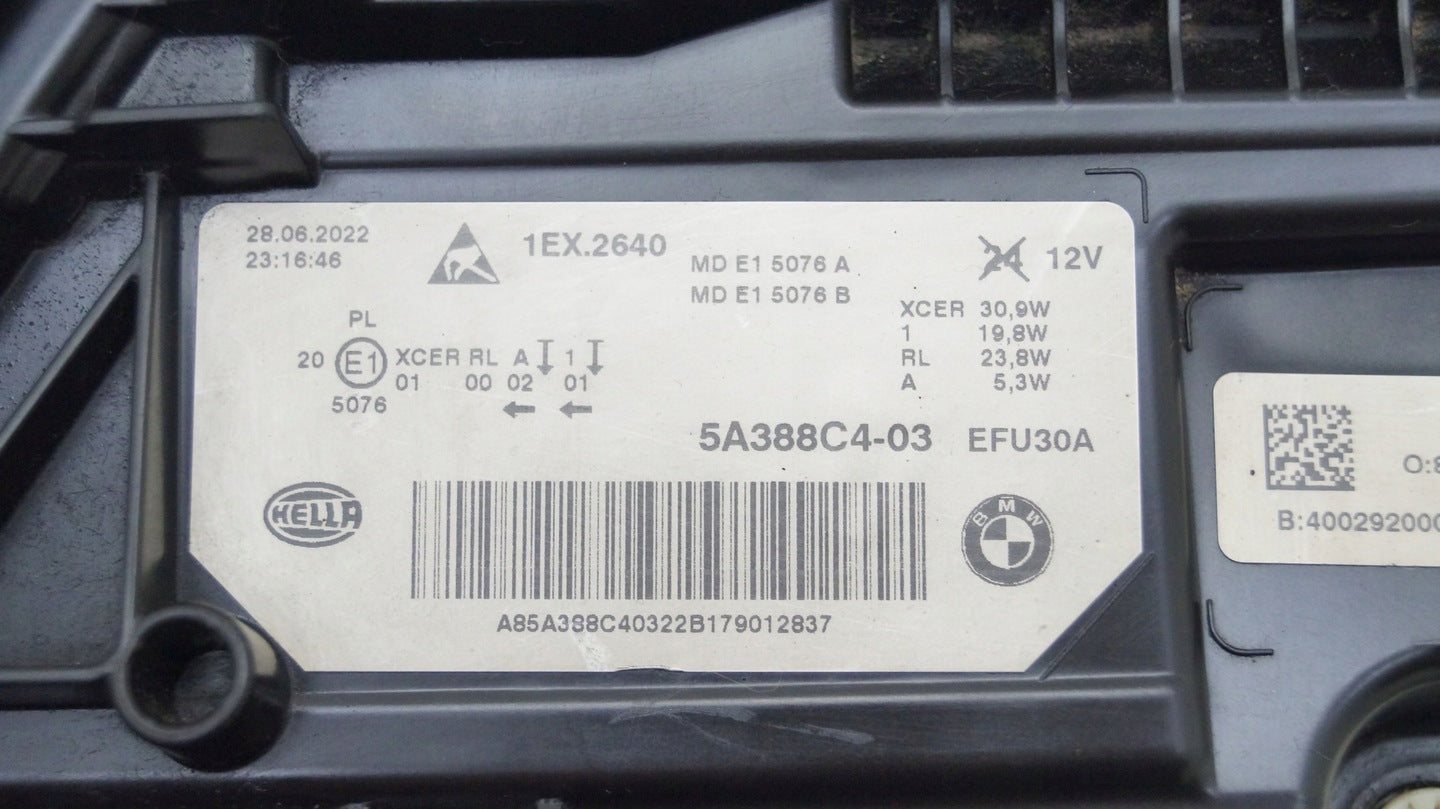 28.06.2022
23:16:46
1EX.2640
MD E1 5076 A
MD E1 5076 B
24 12V
XCER 30,9W
1 19,8W
RL 23,8W
A 5,3W
PL
20 E1 XCER RL A 1
01 00 02 01
5076
5A388C4-03 EFU30A
HELLA
BMW
A85A388C40322B179012837
O:8
B:400292000